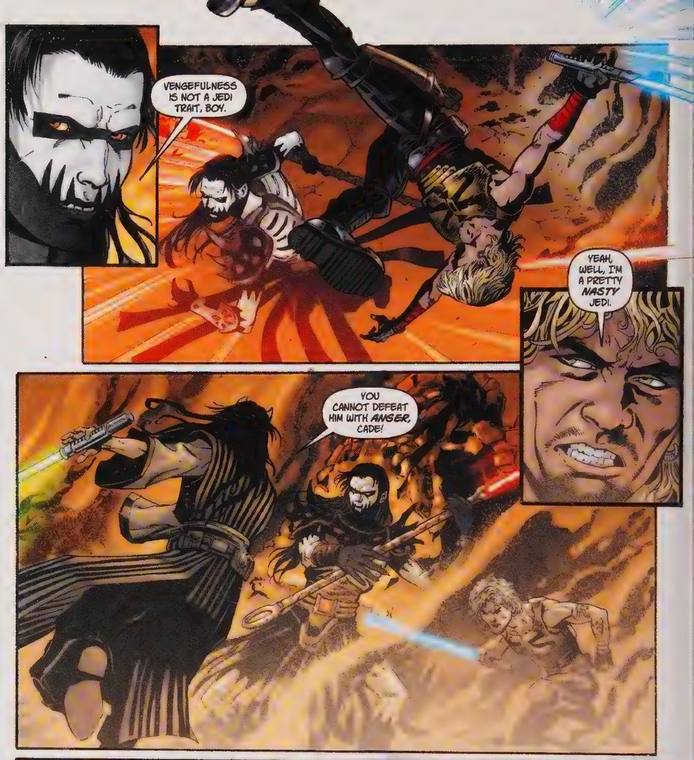 VENGEFULNESS
IS NOT A JEDI
TRAIT, BOY.
YEAH,
WELL, I'M
A PRETTY
NASTY
JEDI.
YOU
CANNOT DEFEAT
HIM WITH ANGER,
CADE!